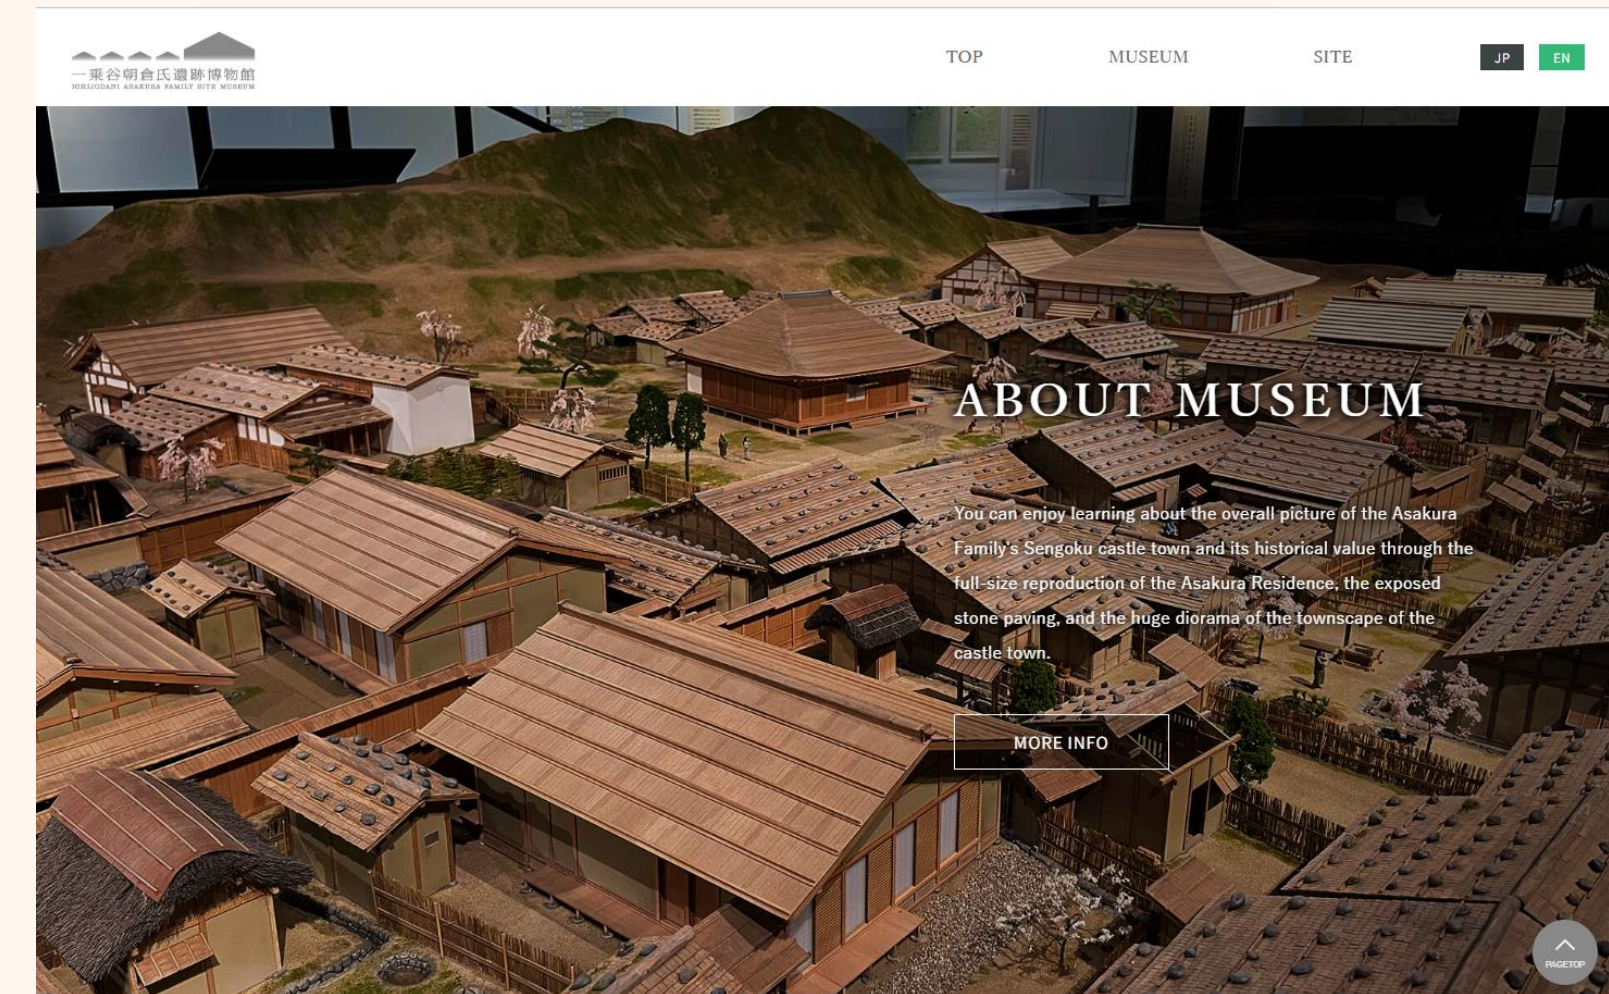 一乗谷朝倉氏遺跡博物館
ICHIJODANI ASAKURA FAMILY SITE MUSEUM
TOP MUSEUM SITE JP EN
ABOUT MUSEUM
You can enjoy learning about the overall picture of the Asakura
Family's Sengoku castle town and its historical value through the
full-size reproduction of the Asakura Residence, the exposed
stone paving, and the huge diorama of the townscape of the
castle town.
MORE INFO
PAGETOP